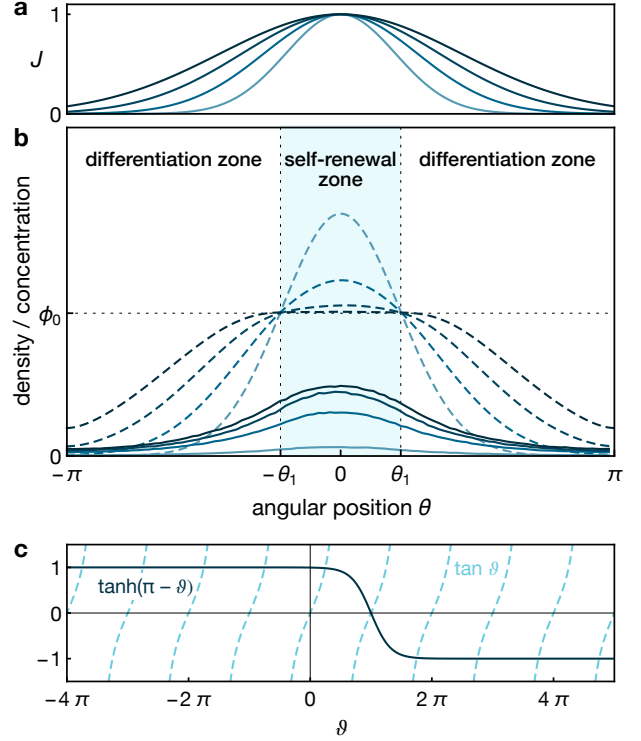 a
1
J
0
b
differentiation zone
self-renewal
zone
differentiation zone
density / concentration
ϕ₀
0
−π
−θ₁
0
θ₁
π
angular position θ
c
1
tanh(π − ϑ)
tan ϑ
0
−1
−4 π
−2 π
0
2 π
4 π
ϑ